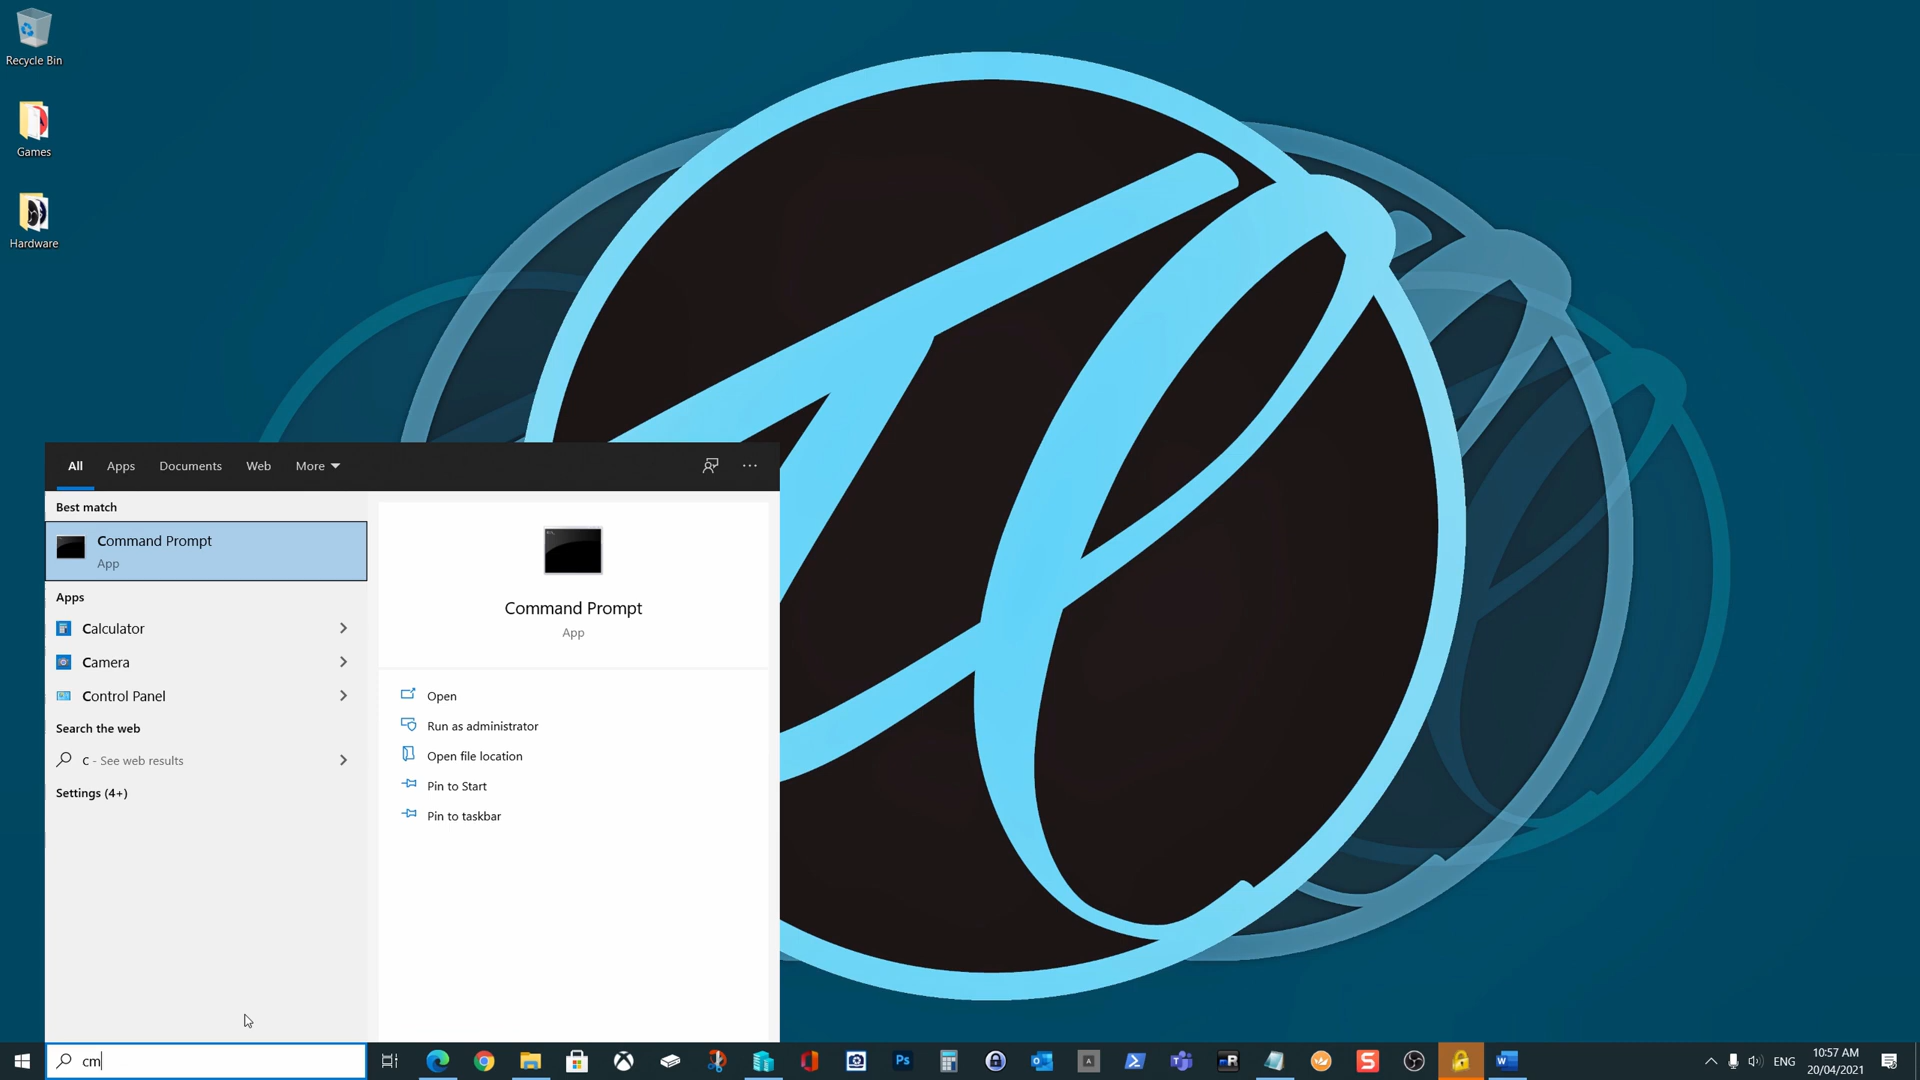 Recycle Bin
Games
Hardware
All Apps Documents Web More
Best match
Command Prompt
App
Apps
Calculator
Camera
Control Panel
Search the web
c - See web results
Settings (4+)
Command Prompt
App
Open
Run as administrator
Open file location
Pin to Start
Pin to taskbar
cm
Ps
A
R
S
W
ENG
10:57 AM
20/04/2021